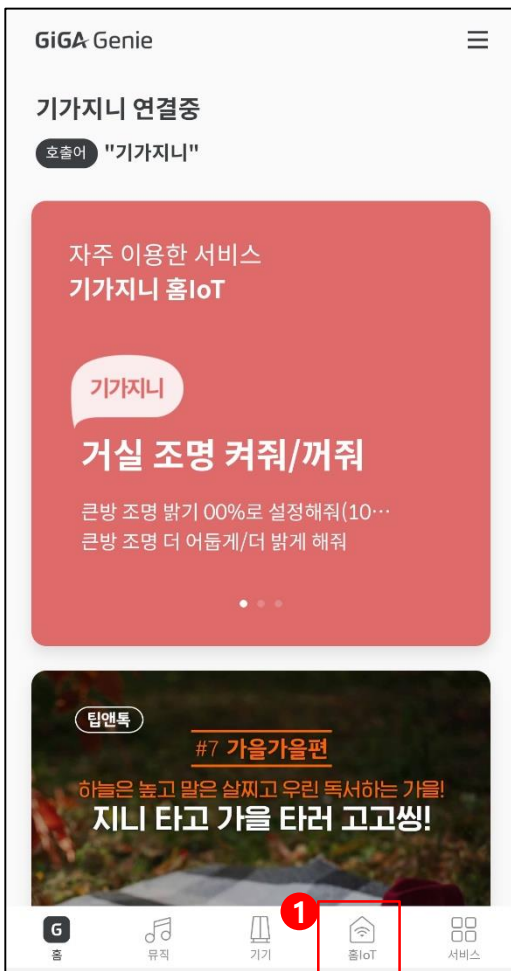 GiGA Genie
기가지니 연결중
호출어 "기가지니"
자주 이용한 서비스
기가지니 홈IoT
기가지니
거실 조명 켜줘/꺼줘
큰방 조명 밝기 00%로 설정해줘(10…
큰방 조명 더 어둡게/더 밝게 해줘
팁앤톡
#7 가을가을편
하늘은 높고 말은 살찌고 우린 독서하는 가을!
지니 타고 가을 타러 고고씽!
1
G
홈
뮤직
기기
홈IoT
서비스